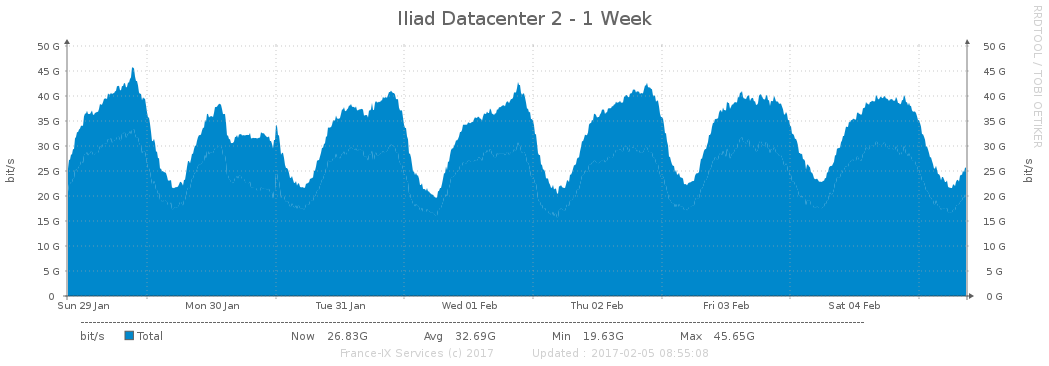 Iliad Datacenter 2 - 1 Week
RRDTOOL / TOBI OETIKER
50 G 50 G
45 G 45 G
40 G 40 G
35 G 35 G
30 G 30 G
25 G 25 G
20 G 20 G
15 G 15 G
10 G 10 G
5 G 5 G
0 0 G
bit/s
bit/s
Sun 29 Jan Mon 30 Jan Tue 31 Jan Wed 01 Feb Thu 02 Feb Fri 03 Feb Sat 04 Feb
bit/s Total Now 26.83G Avg 32.69G Min 19.63G Max 45.65G
France-IX Services (c) 2017 Updated : 2017-02-05 08:55:08